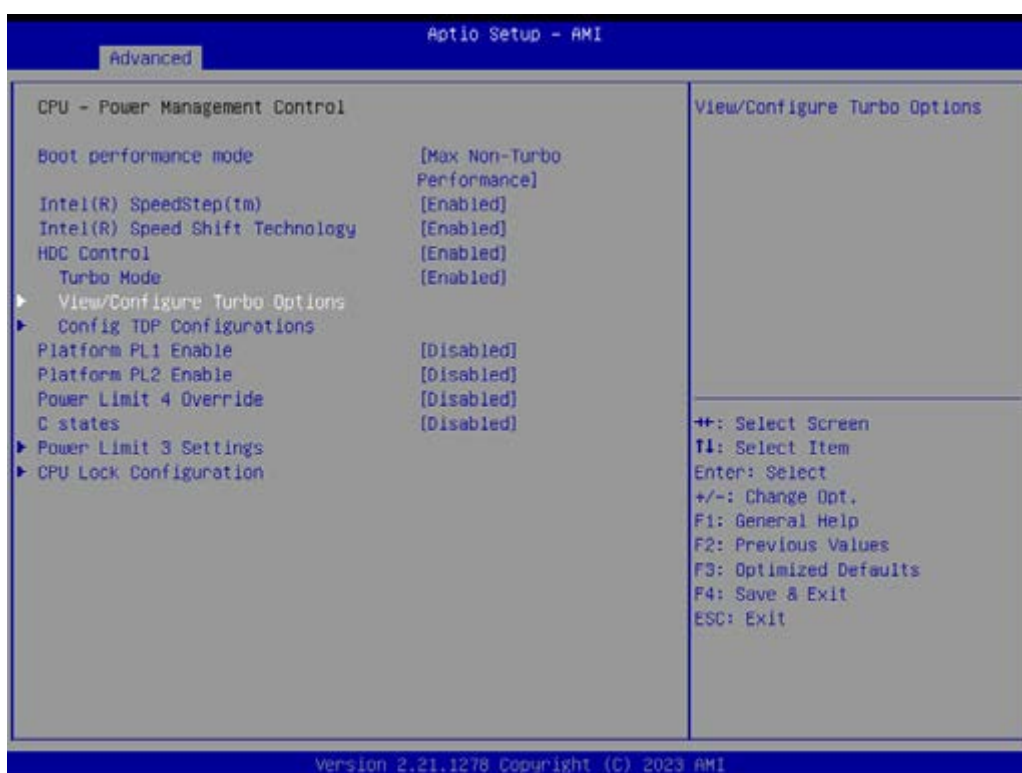 Aptio Setup – AMI
Advanced
CPU – Power Management Control
Boot performance mode [Max Non-Turbo
Performance]
Intel(R) SpeedStep(tm) [Enabled]
Intel(R) Speed Shift Technology [Enabled]
HDC Control [Enabled]
Turbo Mode [Enabled]
View/Configure Turbo Options
Config TDP Configurations
Platform PL1 Enable [Disabled]
Platform PL2 Enable [Disabled]
Power Limit 4 Override [Disabled]
C states [Disabled]
Power Limit 3 Settings
CPU Lock Configuration
View/Configure Turbo Options
→←: Select Screen
↑↓: Select Item
Enter: Select
+/-: Change Opt.
F1: General Help
F2: Previous Values
F3: Optimized Defaults
F4: Save & Exit
ESC: Exit
Version 2.21.1278 Copyright (C) 2023 AMI